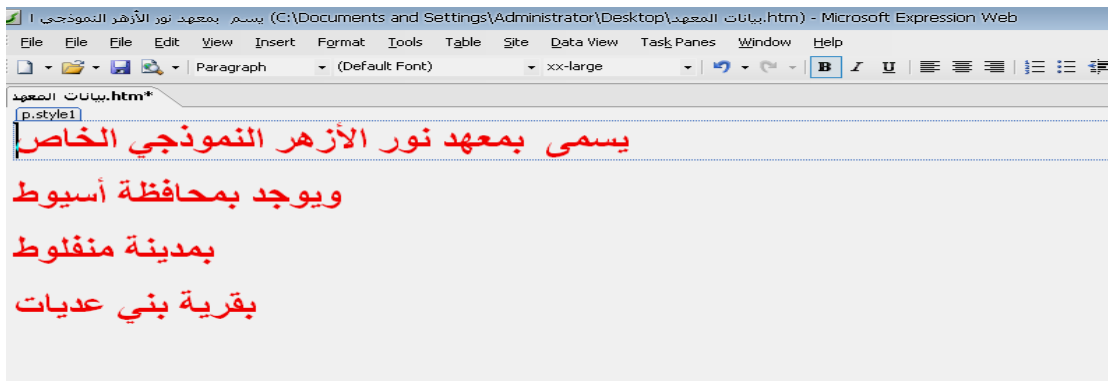 يسمى بمعهد نور الأزهر النموذجي ا (C:\Documents and Settings\Administrator\Desktop\بيانات المعهد.htm) - Microsoft Expression Web
File File File Edit View Insert Format Tools Table Site Data View Task Panes Window Help
Paragraph (Default Font) xx-large B I U
بيانات المعهد.htm*
p.style1
يسمى بمعهد نور الأزهر النموذجي الخاص
ويوجد بمحافظة أسيوط
بمدينة منفلوط
بقرية بني عديات